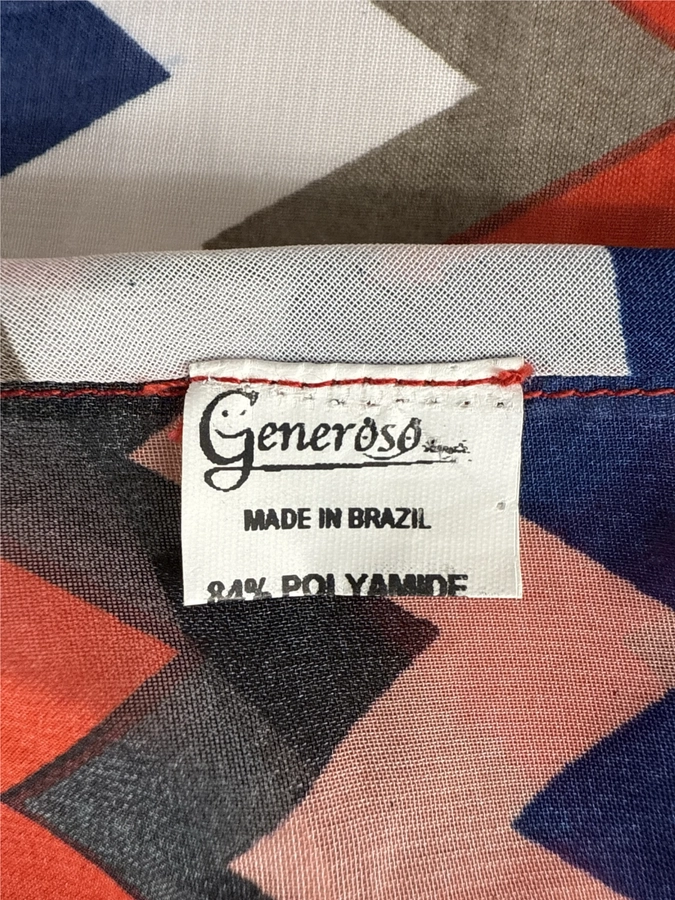 Generoso
MADE IN BRAZIL
84% POLYAMIDE